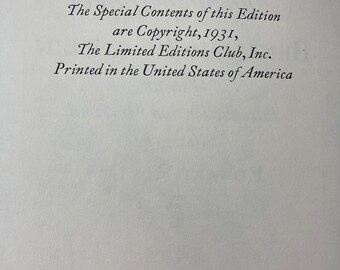 The Special Contents of this Edition
are Copyright, 1931,
The Limited Editions Club, Inc.
Printed in the United States of America